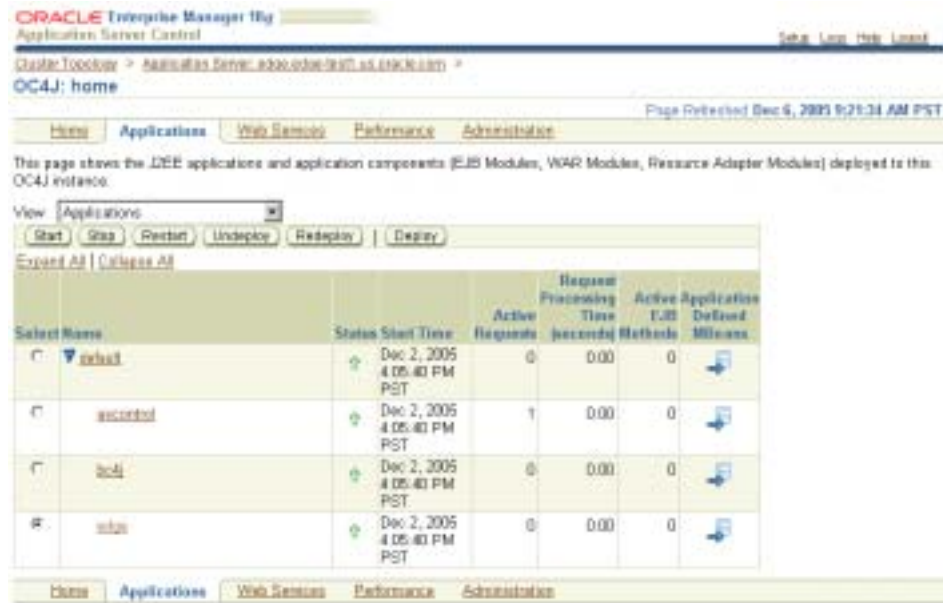 ORACLE Enterprise Manager 10g
Application Server Control
Setup Logs Help Logout
Cluster Topology > Application Server: edge.edge-test1.us.oracle.com >
OC4J: home
Page Refreshed Dec 6, 2005 9:21:34 AM PST
Home Applications Web Services Performance Administration
This page shows the J2EE applications and application components (EJB Modules, WAR Modules, Resource Adapter Modules) deployed to this
OC4J instance.
View Applications
Start Stop Restart Undeploy Redeploy | Deploy
Expand All | Collapse All
Select Name Status Start Time Active Requests Request Processing Time (seconds) Active EJB Methods Application Defined MBeans
default Dec 2, 2005 4:05:40 PM PST 0 0.00 0
ascontrol Dec 2, 2005 4:05:40 PM PST 1 0.00 0
bc4j Dec 2, 2005 4:05:40 PM PST 0 0.00 0
edge Dec 2, 2005 4:05:40 PM PST 0 0.00 0
Home Applications Web Services Performance Administration